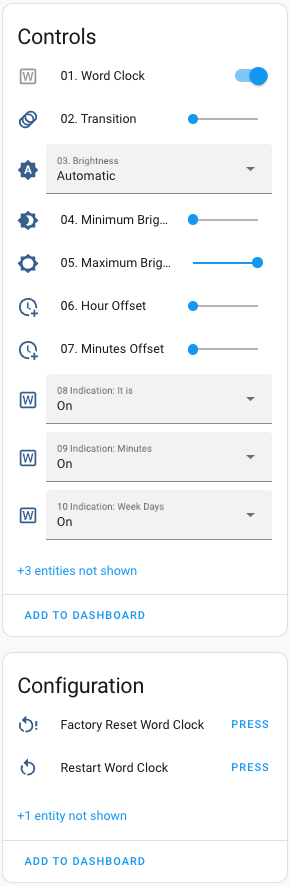 Controls
01. Word Clock
02. Transition
03. Brightness
Automatic
04. Minimum Brig...
05. Maximum Brig...
06. Hour Offset
07. Minutes Offset
08 Indication: It is
On
09 Indication: Minutes
On
10 Indication: Week Days
On
+3 entities not shown
ADD TO DASHBOARD
Configuration
Factory Reset Word Clock PRESS
Restart Word Clock PRESS
+1 entity not shown
ADD TO DASHBOARD